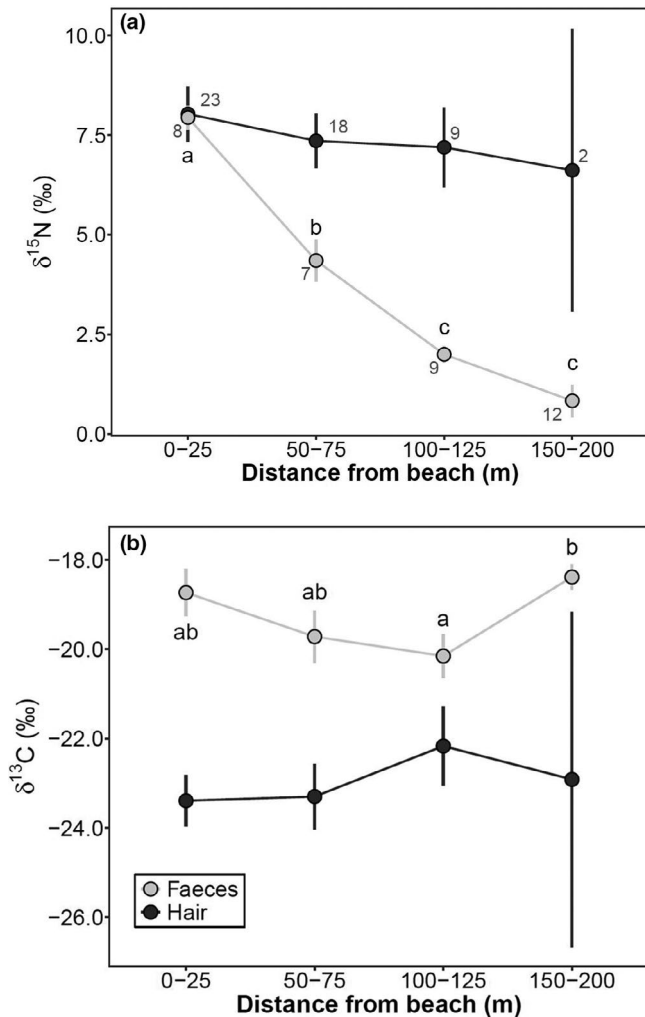 (a)
10.0
7.5
5.0
2.5
0.0
δ15N (‰)
23
8
a
18
b
7
9
c
9
2
c
12
0−25 50−75 100−125 150−200
Distance from beach (m)
(b)
−18.0
−20.0
−22.0
−24.0
−26.0
δ13C (‰)
ab
ab
a
b
Faeces
Hair
0−25 50−75 100−125 150−200
Distance from beach (m)